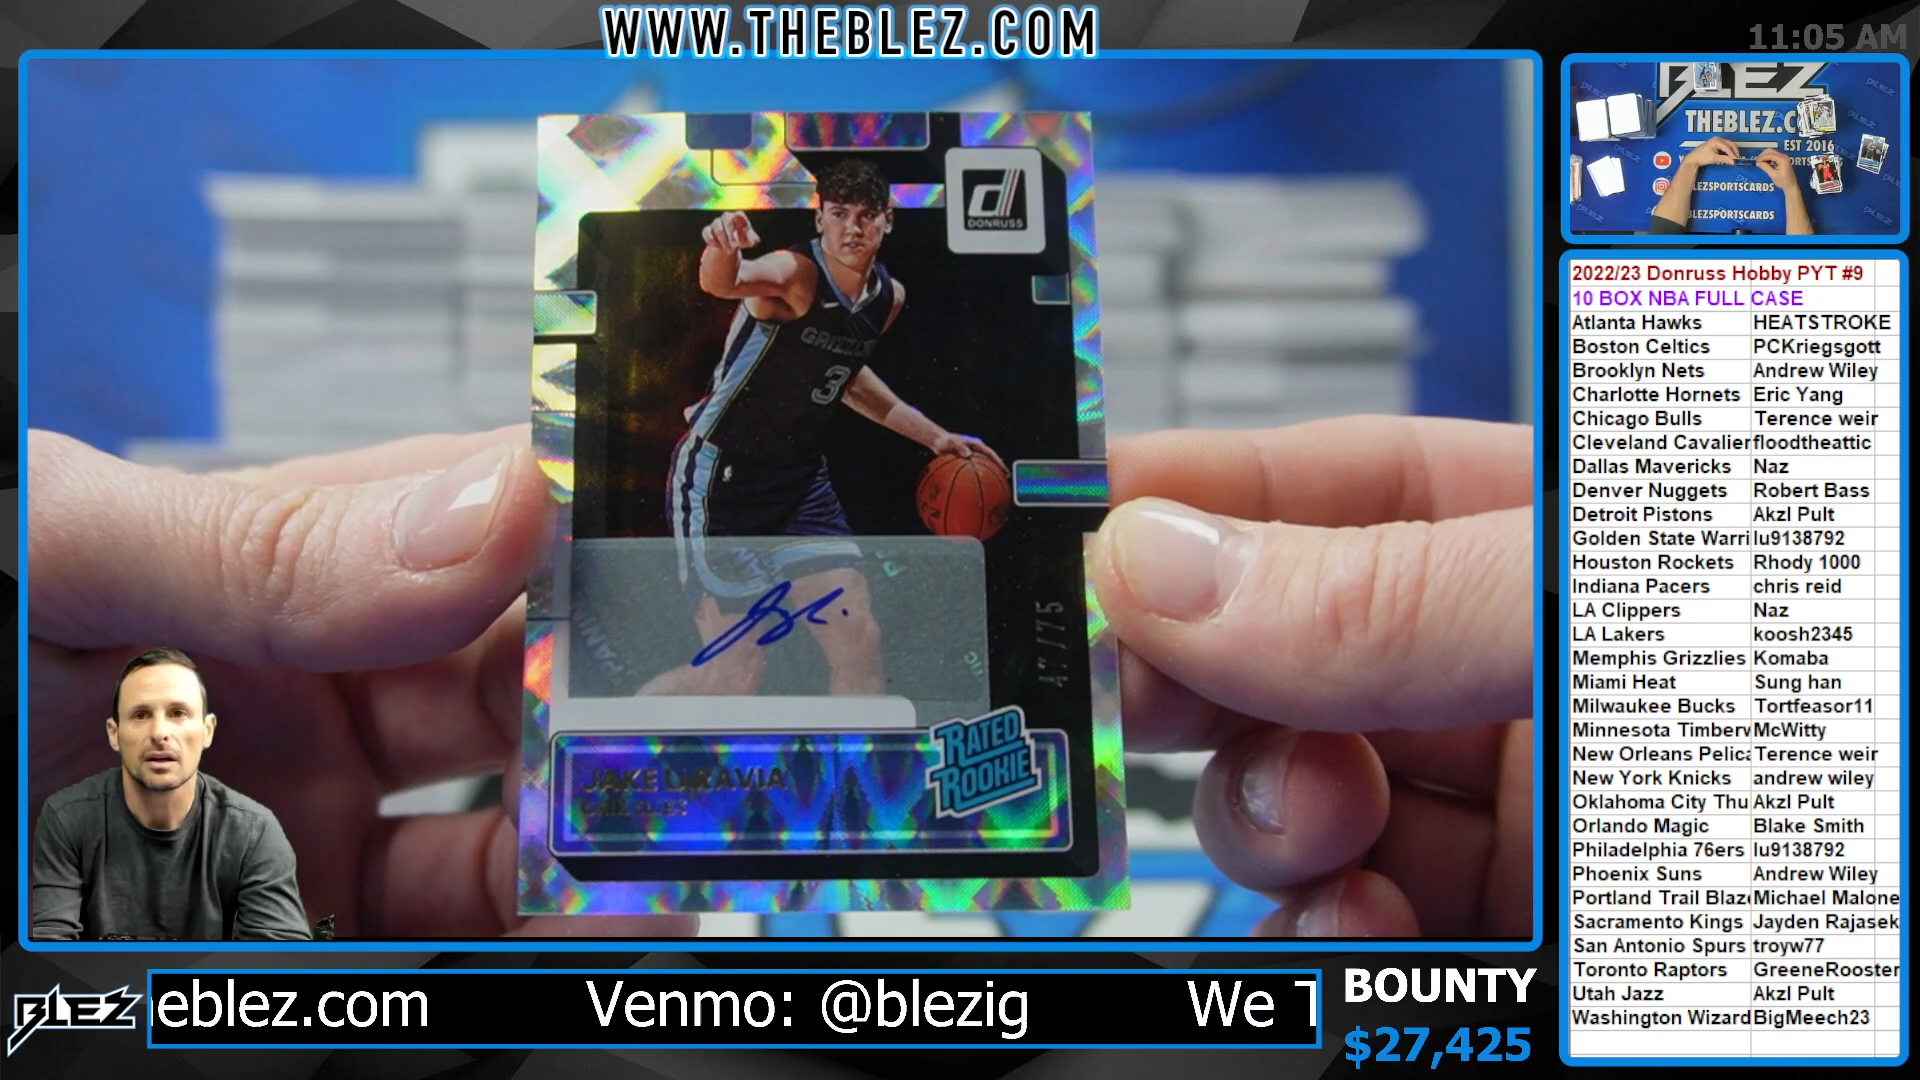 WWW.THEBLEZ.COM
11:05 AM
DONRUSS
GRIZZLIES
3
47/75
JAKE LARAVIA
GRIZZLIES
RATED
ROOKIE
BLEZ
THEBLEZ.C
EST 2016
BLEZSPORTSCARDS
BLEZSPORTSCARDS
2022/23 Donruss Hobby PYT #9
10 BOX NBA FULL CASE
Atlanta Hawks HEATSTROKE
Boston Celtics PCKriegsgott
Brooklyn Nets Andrew Wiley
Charlotte Hornets Eric Yang
Chicago Bulls Terence weir
Cleveland Cavalier floodtheattic
Dallas Mavericks Naz
Denver Nuggets Robert Bass
Detroit Pistons Akzl Pult
Golden State Warri lu9138792
Houston Rockets Rhody 1000
Indiana Pacers chris reid
LA Clippers Naz
LA Lakers koosh2345
Memphis Grizzlies Komaba
Miami Heat Sung han
Milwaukee Bucks Tortfeasor11
Minnesota Timberv McWitty
New Orleans Pelica Terence weir
New York Knicks andrew wiley
Oklahoma City Thu Akzl Pult
Orlando Magic Blake Smith
Philadelphia 76ers lu9138792
Phoenix Suns Andrew Wiley
Portland Trail Blaze Michael Malone
Sacramento Kings Jayden Rajasek
San Antonio Spurs troyw77
Toronto Raptors GreeneRooster
Utah Jazz Akzl Pult
Washington Wizard BigMeech23
BLEZ
eblez.com Venmo: @blezig We T
BOUNTY
$27,425